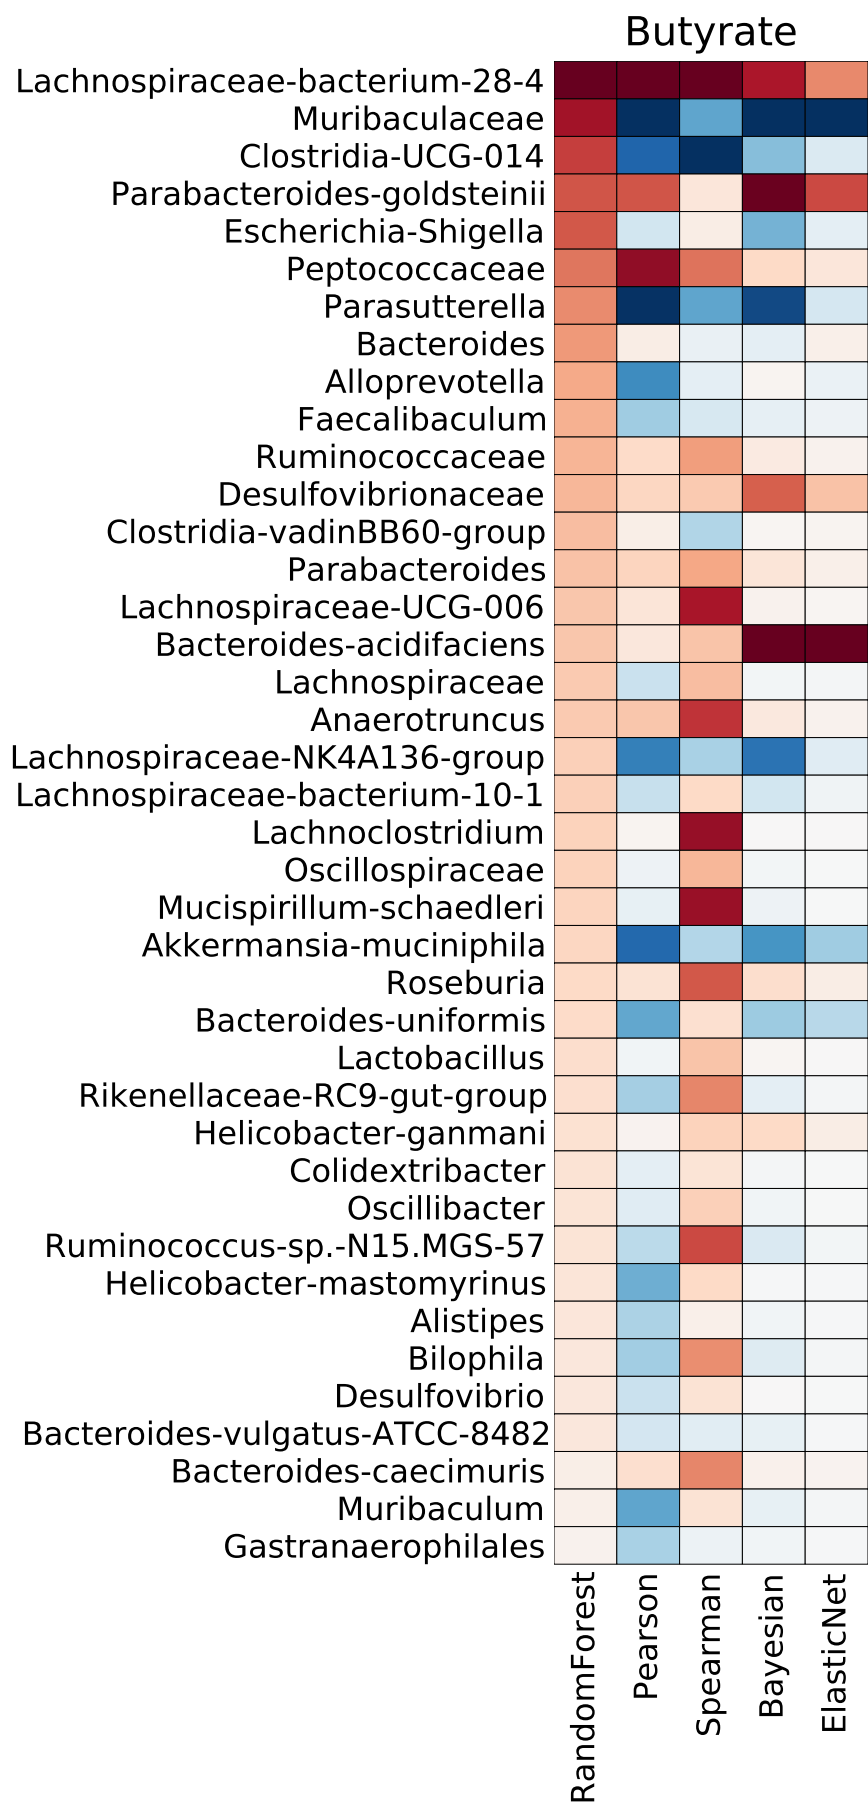 Butyrate
Lachnospiraceae-bacterium-28-4
Muribaculaceae
Clostridia-UCG-014
Parabacteroides-goldsteinii
Escherichia-Shigella
Peptococcaceae
Parasutterella
Bacteroides
Alloprevotella
Faecalibaculum
Ruminococcaceae
Desulfovibrionaceae
Clostridia-vadinBB60-group
Parabacteroides
Lachnospiraceae-UCG-006
Bacteroides-acidifaciens
Lachnospiraceae
Anaerotruncus
Lachnospiraceae-NK4A136-group
Lachnospiraceae-bacterium-10-1
Lachnoclostridium
Oscillospiraceae
Mucispirillum-schaedleri
Akkermansia-muciniphila
Roseburia
Bacteroides-uniformis
Lactobacillus
Rikenellaceae-RC9-gut-group
Helicobacter-ganmani
Colidextribacter
Oscillibacter
Ruminococcus-sp.-N15.MGS-57
Helicobacter-mastomyrinus
Alistipes
Bilophila
Desulfovibrio
Bacteroides-vulgatus-ATCC-8482
Bacteroides-caecimuris
Muribaculum
Gastranaerophilales
RandomForest
Pearson
Spearman
Bayesian
ElasticNet